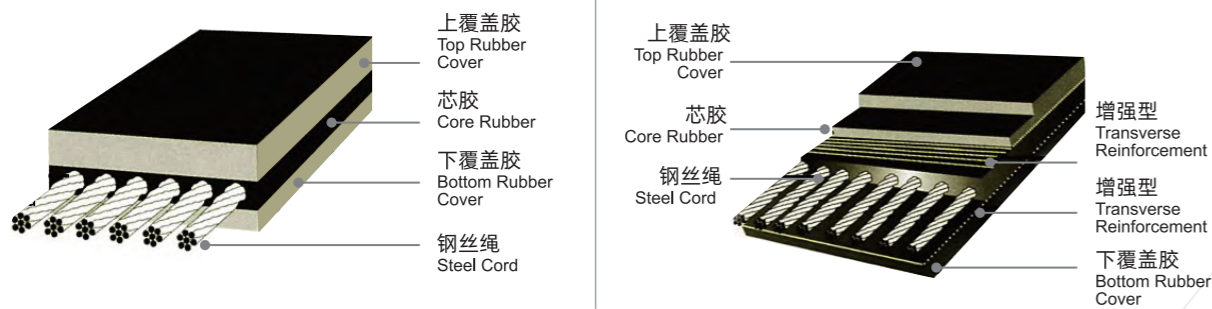 上覆盖胶
Top Rubber
Cover
芯胶
Core Rubber
下覆盖胶
Bottom Rubber
Cover
钢丝绳
Steel Cord
上覆盖胶
Top Rubber
Cover
芯胶
Core Rubber
钢丝绳
Steel Cord
增强型
Transverse
Reinforcement
增强型
Transverse
Reinforcement
下覆盖胶
Bottom Rubber
Cover